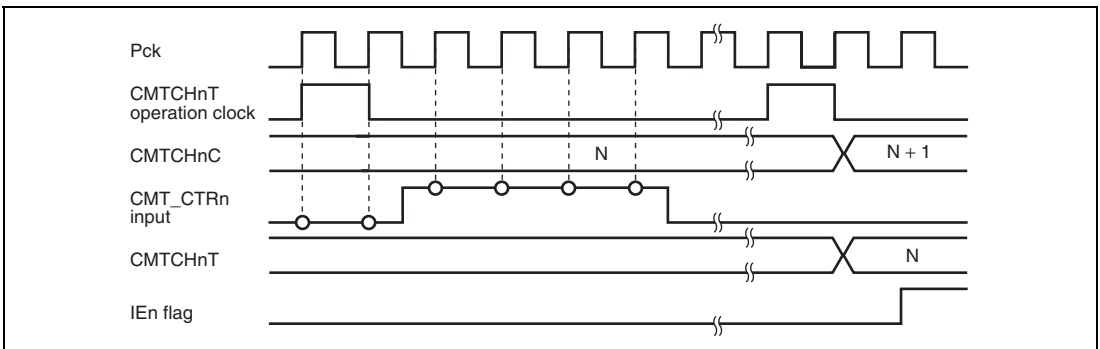 Pck
CMTCHnT
operation clock
CMTCHnC
N
N + 1
CMT_CTRn
input
CMTCHnT
N
IEn flag